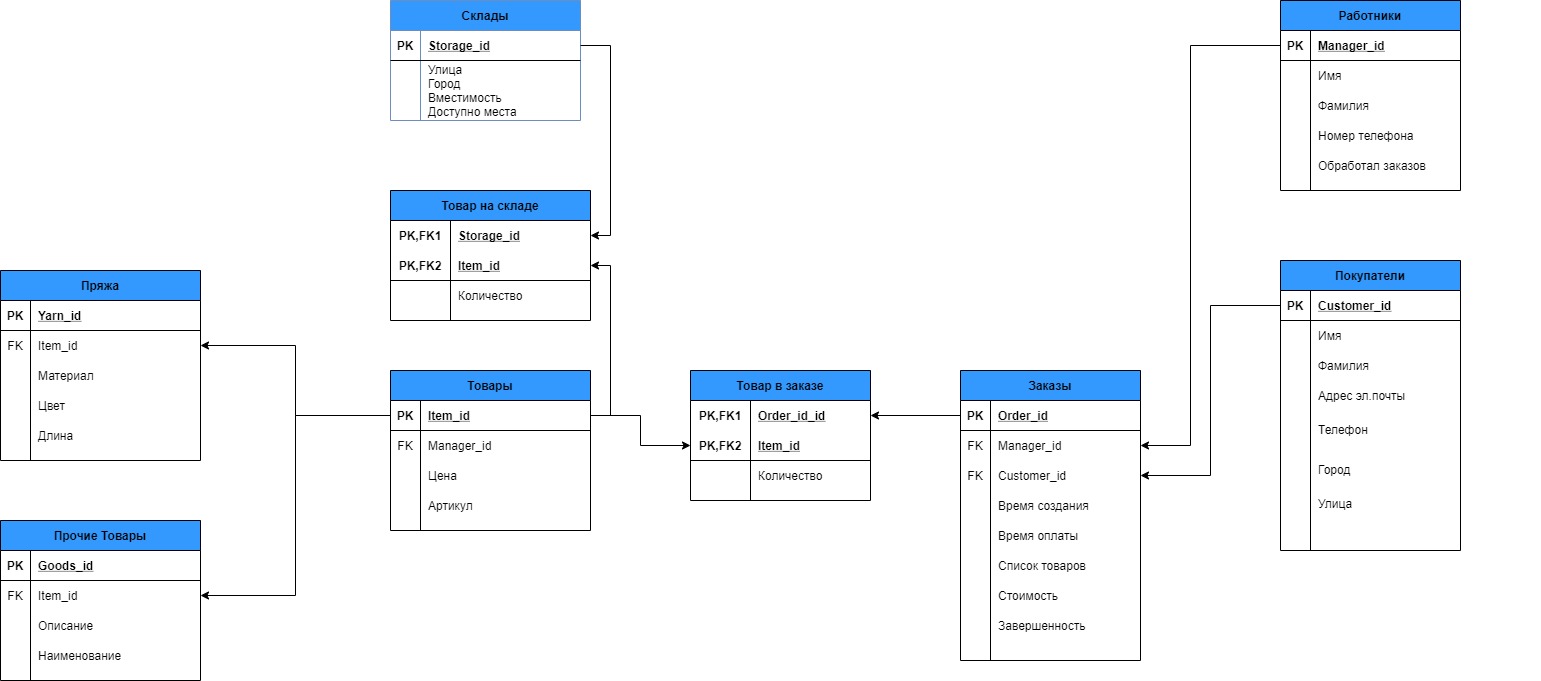 Склады
PK Storage_id
Улица
Город
Вместимость
Доступно места
Работники
PK Manager_id
Имя
Фамилия
Номер телефона
Обработал заказов
Товар на складе
PK,FK1 Storage_id
PK,FK2 Item_id
Количество
Пряжа
PK Yarn_id
FK Item_id
Материал
Цвет
Длина
Покупатели
PK Customer_id
Имя
Фамилия
Адрес эл.почты
Телефон
Город
Улица
Товары
PK Item_id
FK Manager_id
Цена
Артикул
Товар в заказе
PK,FK1 Order_id_id
PK,FK2 Item_id
Количество
Заказы
PK Order_id
FK Manager_id
FK Customer_id
Время создания
Время оплаты
Список товаров
Стоимость
Завершенность
Прочие Товары
PK Goods_id
FK Item_id
Описание
Наименование